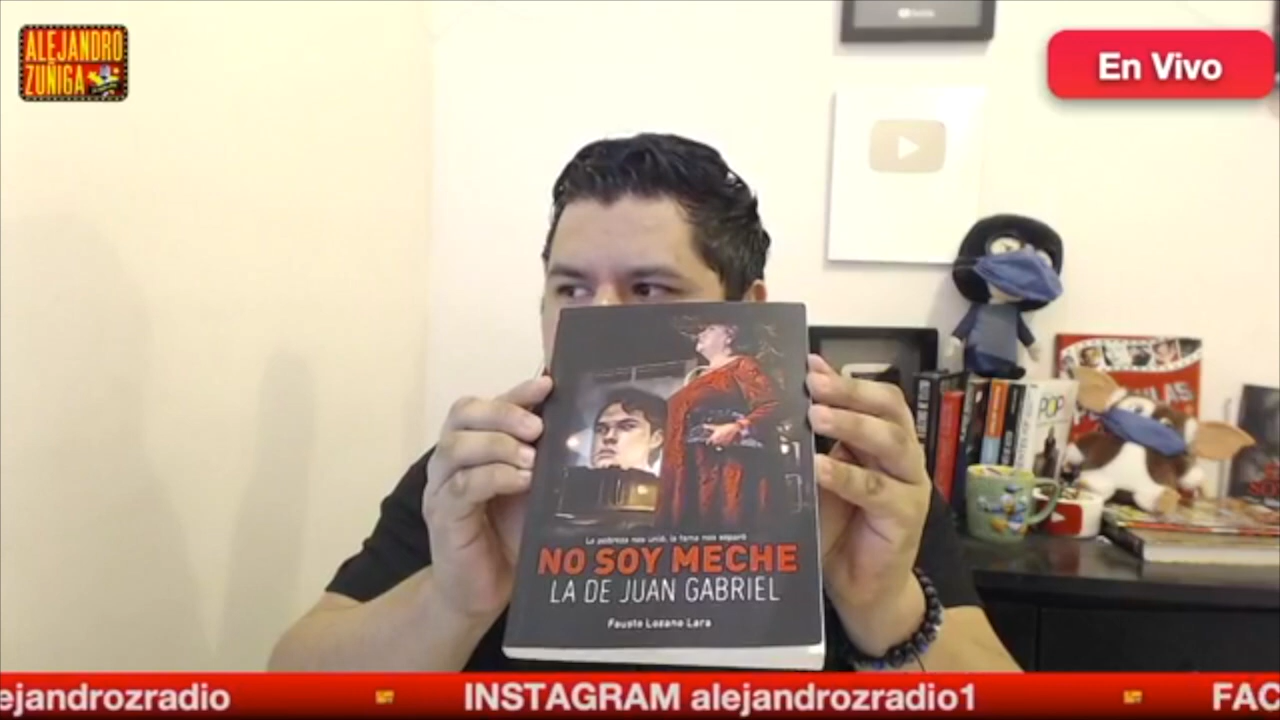 ALEJANDRO
ZUÑIGA
En Vivo
POP
La pobreza nos unió, la fama nos separó
NO SOY MECHE
LA DE JUAN GABRIEL
Fausto Lozano Lara
ejandrozradio
INSTAGRAM alejandrozradio1
FAC